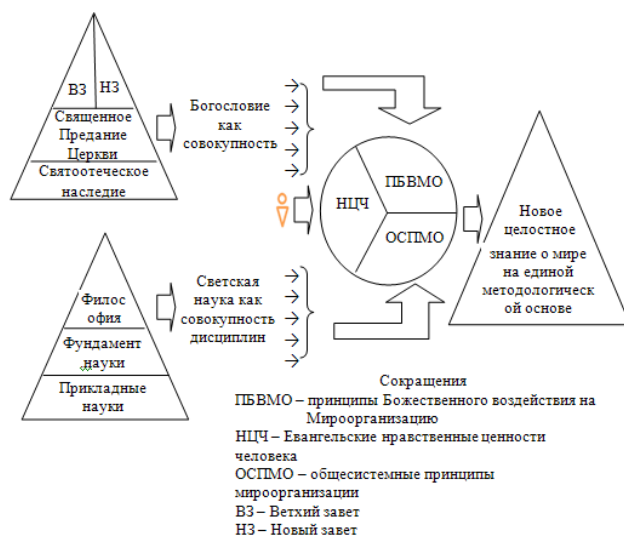 ВЗ
НЗ
Священное
Предание
Церкви
Святоотеческое
наследие
Богословие
как
совокупность
НЦЧ
ПБВМО
ОСПМО
Новое
целостное
знание о мире
на единой
методологическ
ой основе
Филос
офия
Фундамент
науки
Прикладные
науки
Светская
наука как
совокупность
дисциплин
Сокращения
ПБВМО – принципы Божественного воздействия на
Мироорганизацию
НЦЧ – Евангельские нравственные ценности
человека
ОСПМО – общесистемные принципы
мироорганизации
ВЗ – Ветхий завет
НЗ – Новый завет